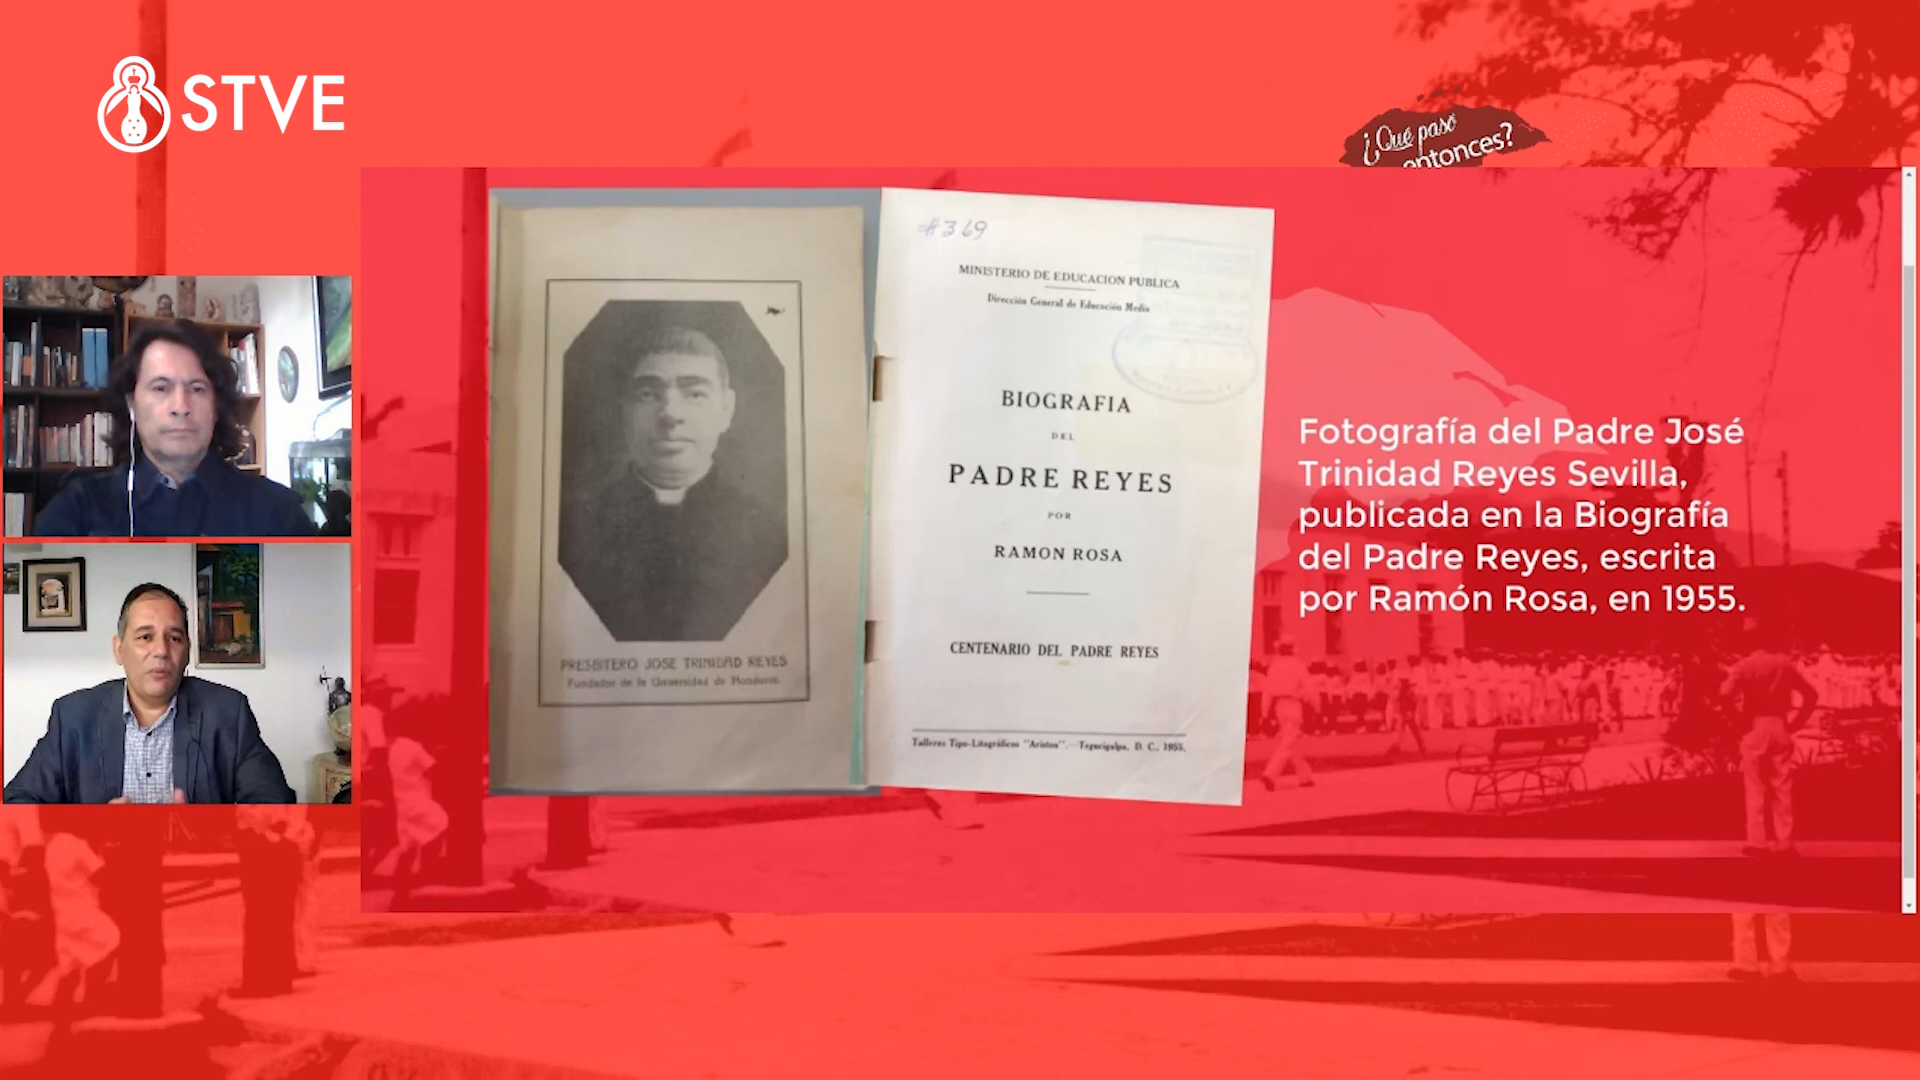 STVE
¿Qué pasó
entonces?
#369
MINISTERIO DE EDUCACION PUBLICA
Dirección General de Educación Media
BIOGRAFIA
DEL
PADRE REYES
POR
RAMON ROSA
CENTENARIO DEL PADRE REYES
Talleres Tipo-Litográficos "Ariston".—Tegucigalpa, D. C., 1955.
PRESBITERO JOSE TRINIDAD REYES
Fundador de la Universidad de Honduras.
Fotografía del Padre José
Trinidad Reyes Sevilla,
publicada en la Biografía
del Padre Reyes, escrita
por Ramón Rosa, en 1955.